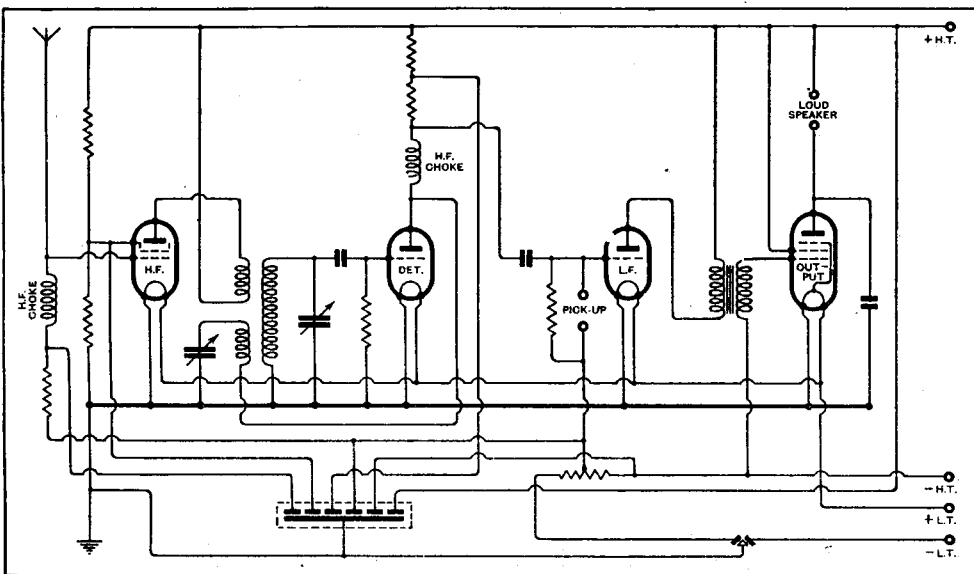 + H.T.
LOUD
SPEAKER
H.F.
CHOKE
H.F.
DET.
L.F.
OUT-
PUT
H.F.
CHOKE
PICK-UP
- H.T.
+ L.T.
- L.T.